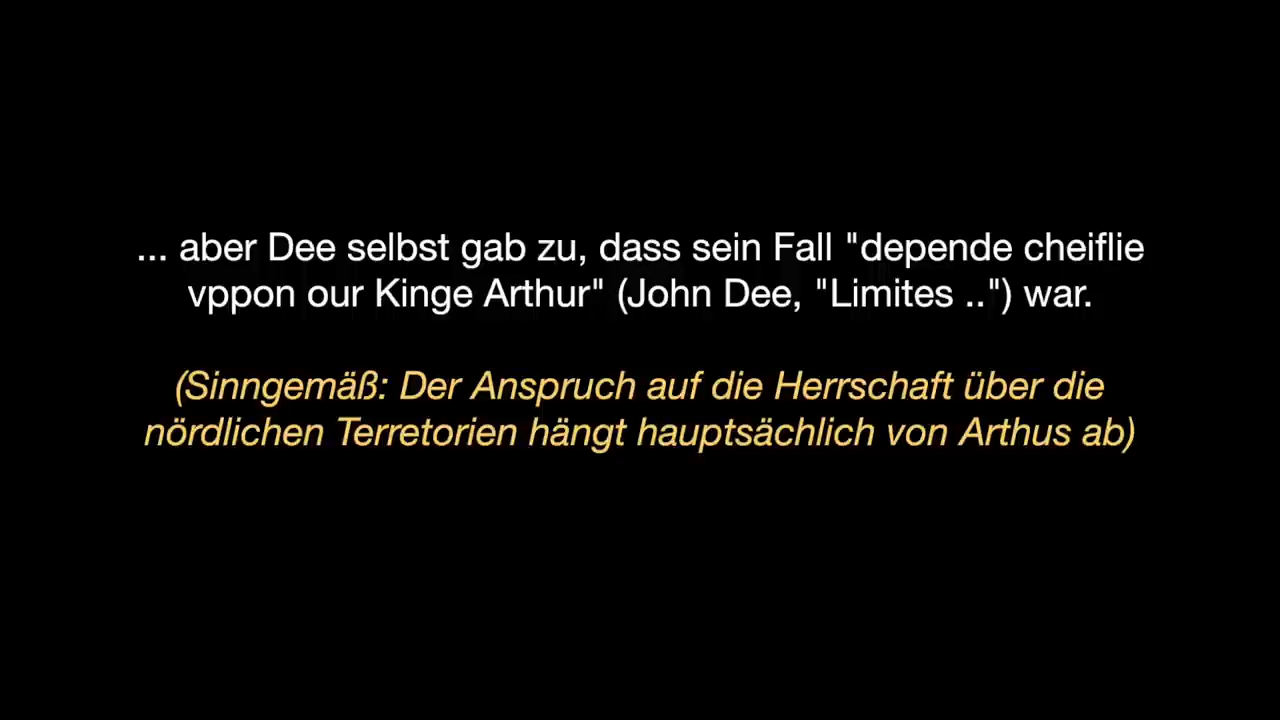 ... aber Dee selbst gab zu, dass sein Fall "depende cheiflie
vppon our Kinge Arthur" (John Dee, "Limites ..") war.
(Sinngemäß: Der Anspruch auf die Herrschaft über die
nördlichen Terretorien hängt hauptsächlich von Arthus ab)